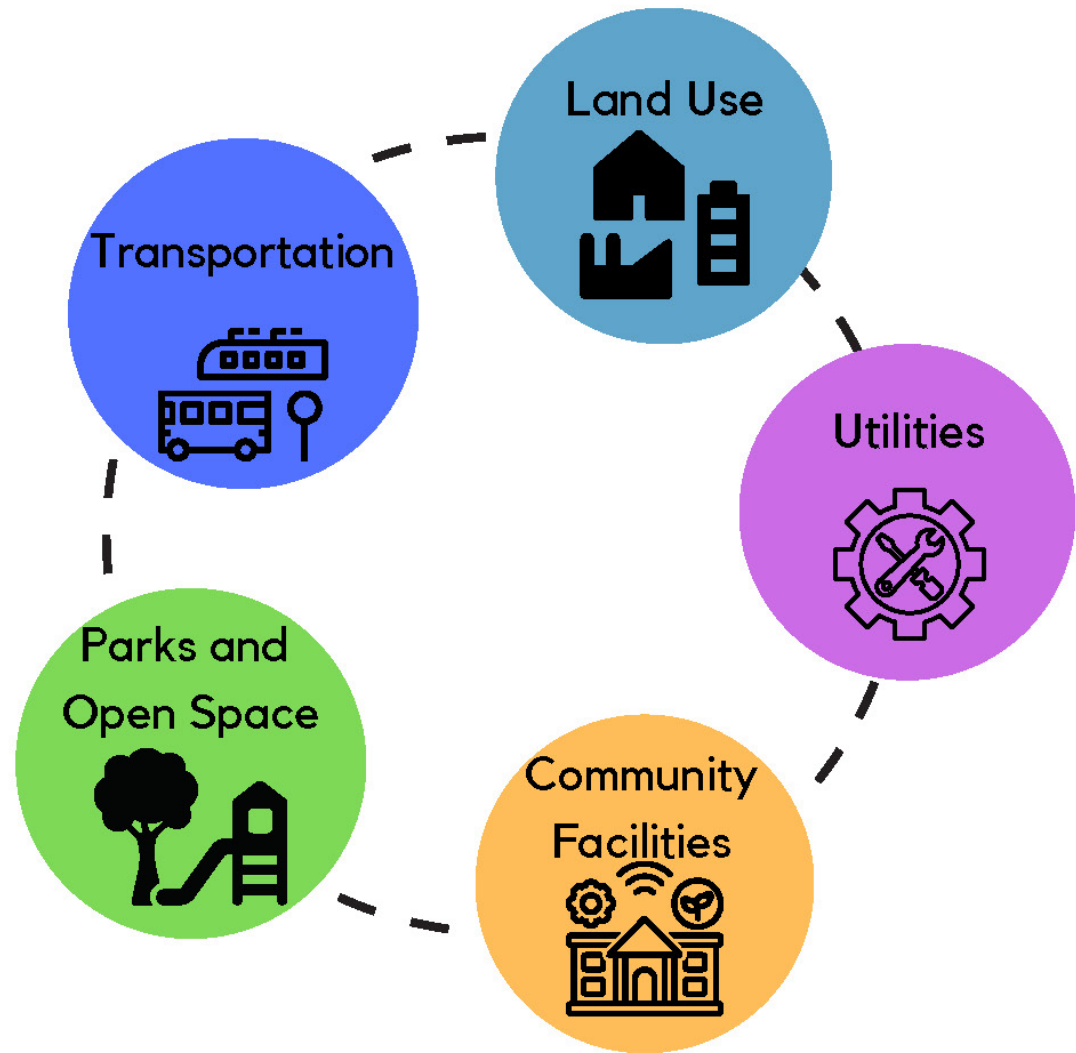 Land Use
Transportation
Utilities
Parks and
Open Space
Community
Facilities